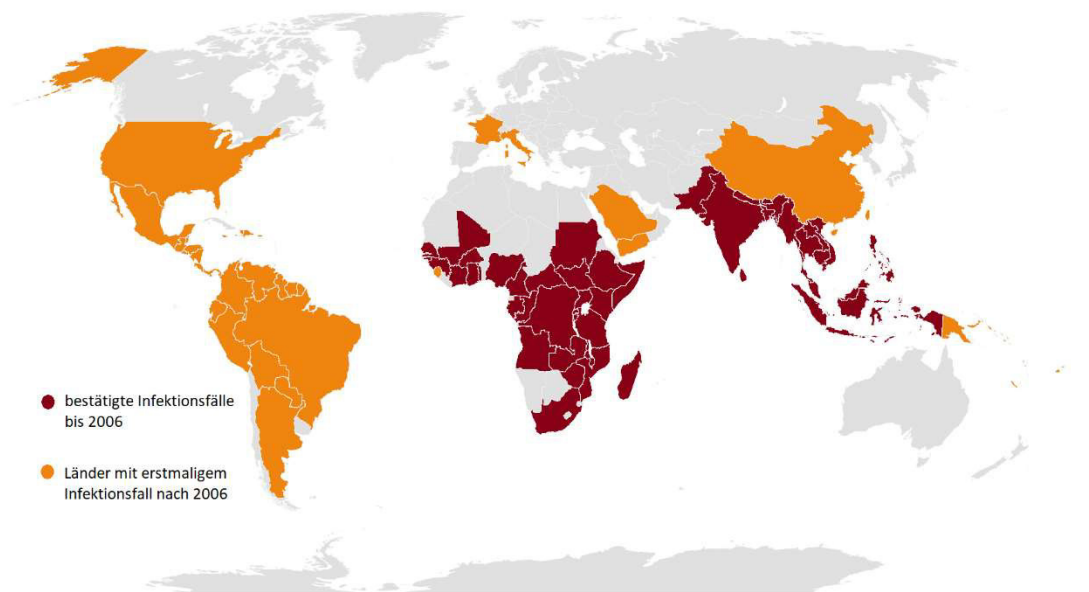 bestätigte Infektionsfälle
bis 2006
Länder mit erstmaligem
Infektionsfall nach 2006